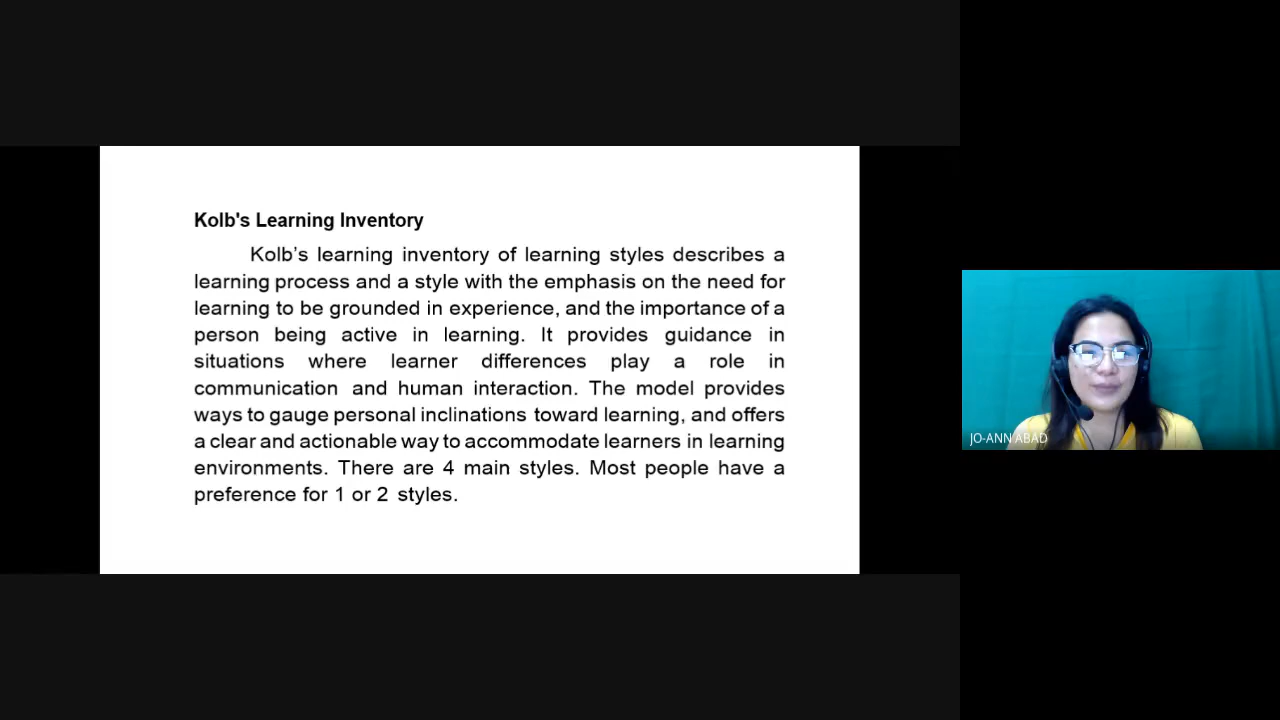 Kolb's Learning Inventory
Kolb’s learning inventory of learning styles describes a
learning process and a style with the emphasis on the need for
learning to be grounded in experience, and the importance of a
person being active in learning. It provides guidance in
situations where learner differences play a role in
communication and human interaction. The model provides
ways to gauge personal inclinations toward learning, and offers
a clear and actionable way to accommodate learners in learning
environments. There are 4 main styles. Most people have a
preference for 1 or 2 styles.
JO-ANN ABAD